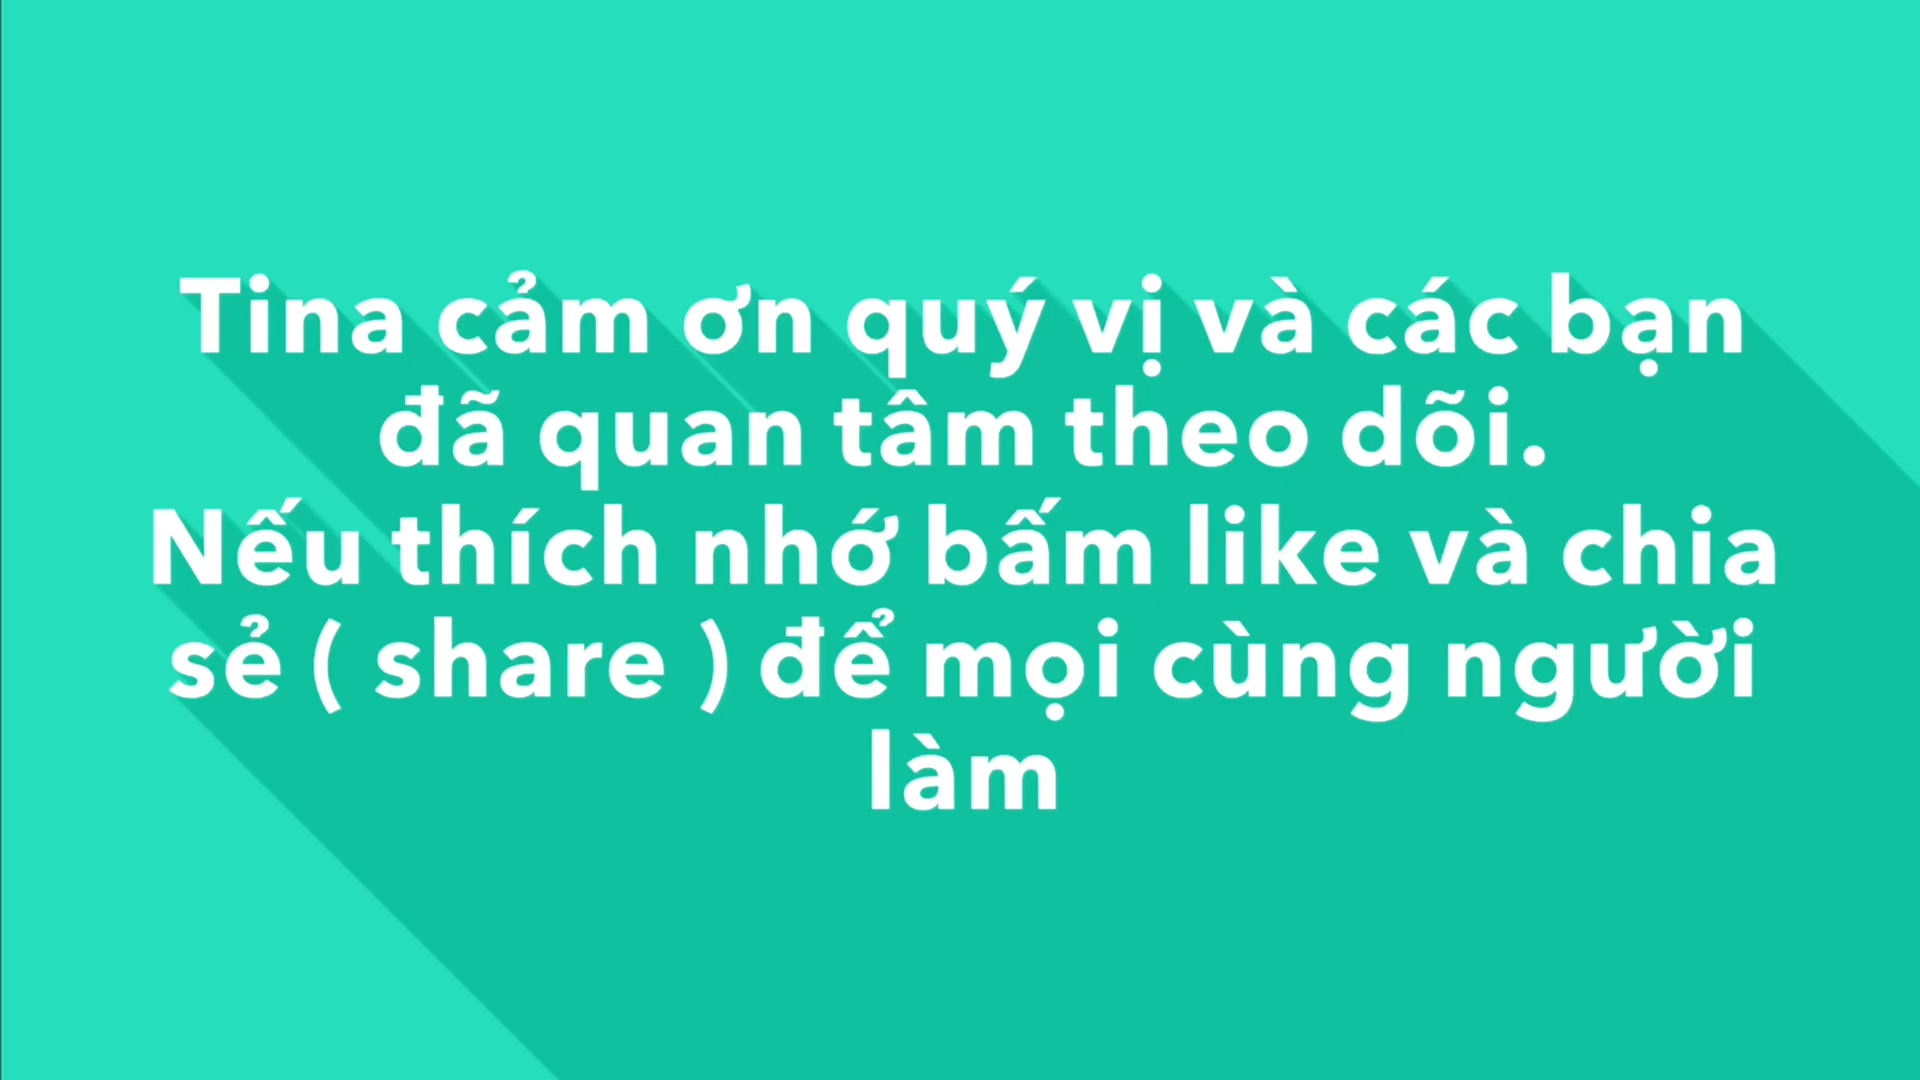 Tina cảm ơn quý vị và các bạn
đã quan tâm theo dõi.
Nếu thích nhớ bấm like và chia
sẻ ( share ) để mọi cùng người
làm